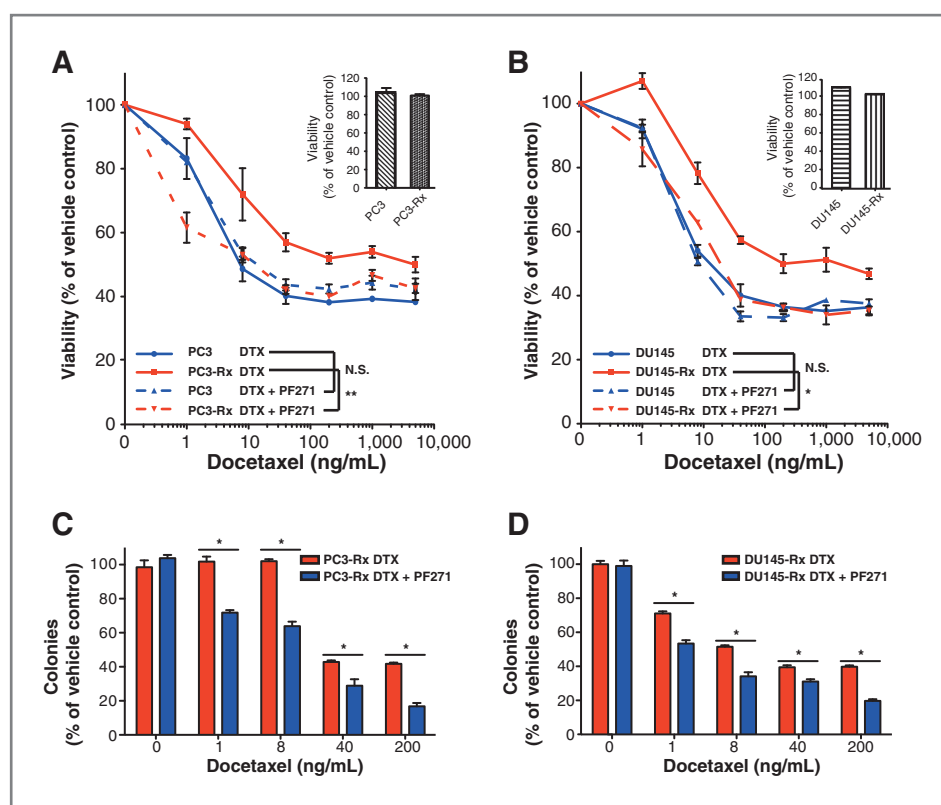 A
Viability (% of vehicle control)
100
80
60
40
20
0
0 1 10 100 1,000 10,000
Docetaxel (ng/mL)
PC3 DTX
PC3-Rx DTX
PC3 DTX + PF271
PC3-Rx DTX + PF271
N.S.
**
Viability
(% of vehicle control)
120
100
80
60
40
20
0
PC3
PC3-Rx
B
Viability (% of vehicle control)
100
80
60
40
20
0
0 1 10 100 1,000 10,000
Docetaxel (ng/mL)
DU145 DTX
DU145-Rx DTX
DU145 DTX + PF271
DU145-Rx DTX + PF271
N.S.
*
Viability
(% of vehicle control)
120
100
80
60
40
20
0
DU145
DU145-Rx
C
Colonies
(% of vehicle control)
100
80
60
40
20
0
* * * *
PC3-Rx DTX
PC3-Rx DTX + PF271
0 1 8 40 200
Docetaxel (ng/mL)
D
Colonies
(% of vehicle control)
100
80
60
40
20
0
* * * *
DU145-Rx DTX
DU145-Rx DTX + PF271
0 1 8 40 200
Docetaxel (ng/mL)